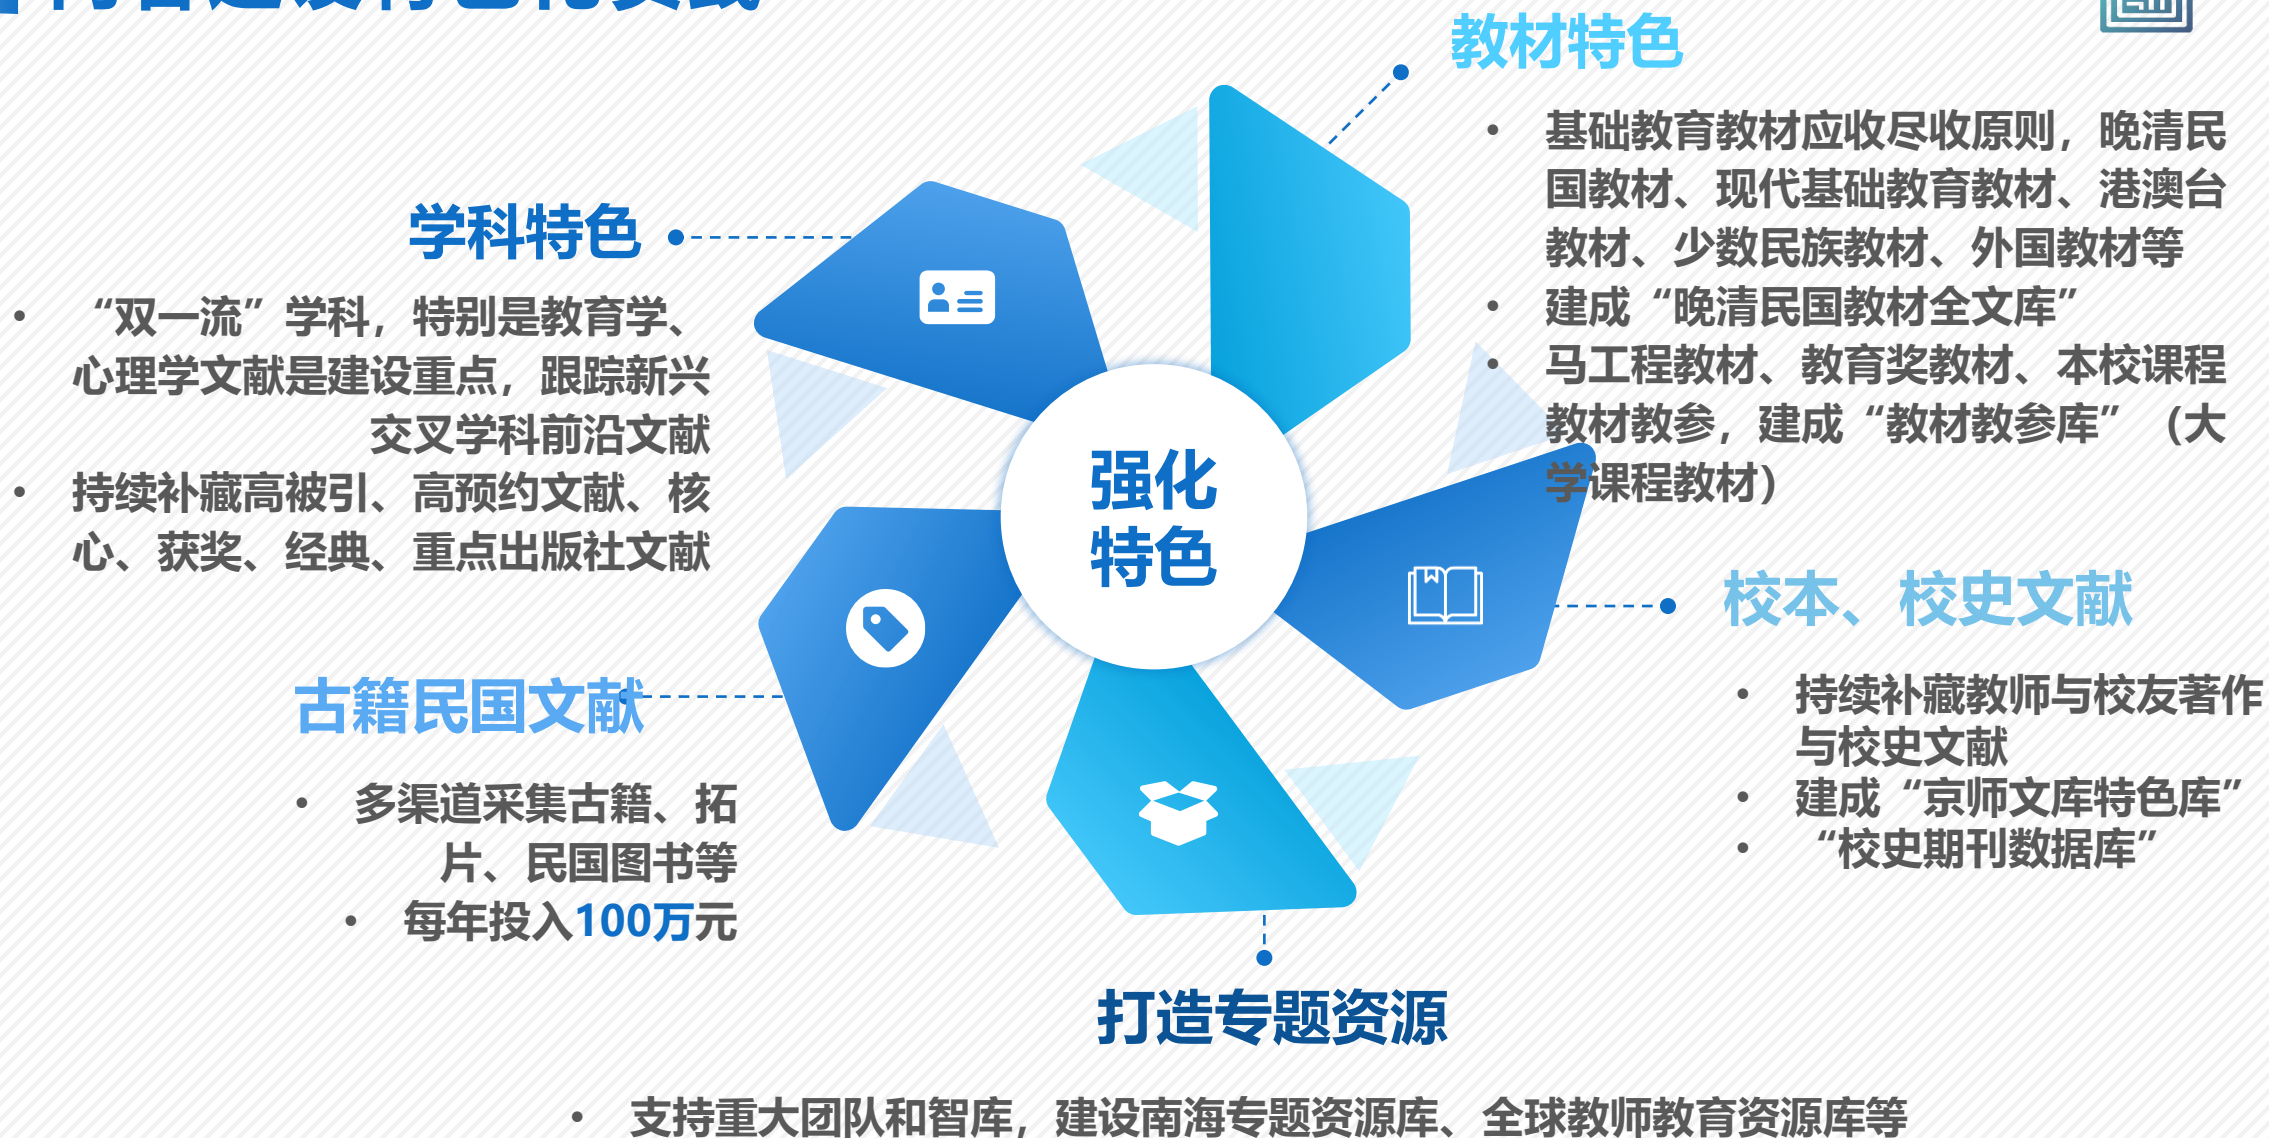 教材特色
基础教育教材应收尽收原则，晚清民
国教材、现代基础教育教材、港澳台
教材、少数民族教材、外国教材等
建成“晚清民国教材全文库”
马工程教材、教育奖教材、本校课程
教材教参，建成“教材教参库”（大
学课程教材）
学科特色
“双一流”学科，特别是教育学、
心理学文献是建设重点，跟踪新兴
交叉学科前沿文献
持续补藏高被引、高预约文献、核
心、获奖、经典、重点出版社文献
强化
特色
校本、校史文献
持续补藏教师与校友著作
与校史文献
建成“京师文库特色库”
“校史期刊数据库”
古籍民国文献
多渠道采集古籍、拓
片、民国图书等
每年投入100万元
打造专题资源
支持重大团队和智库，建设南海专题资源库、全球教师教育资源库等